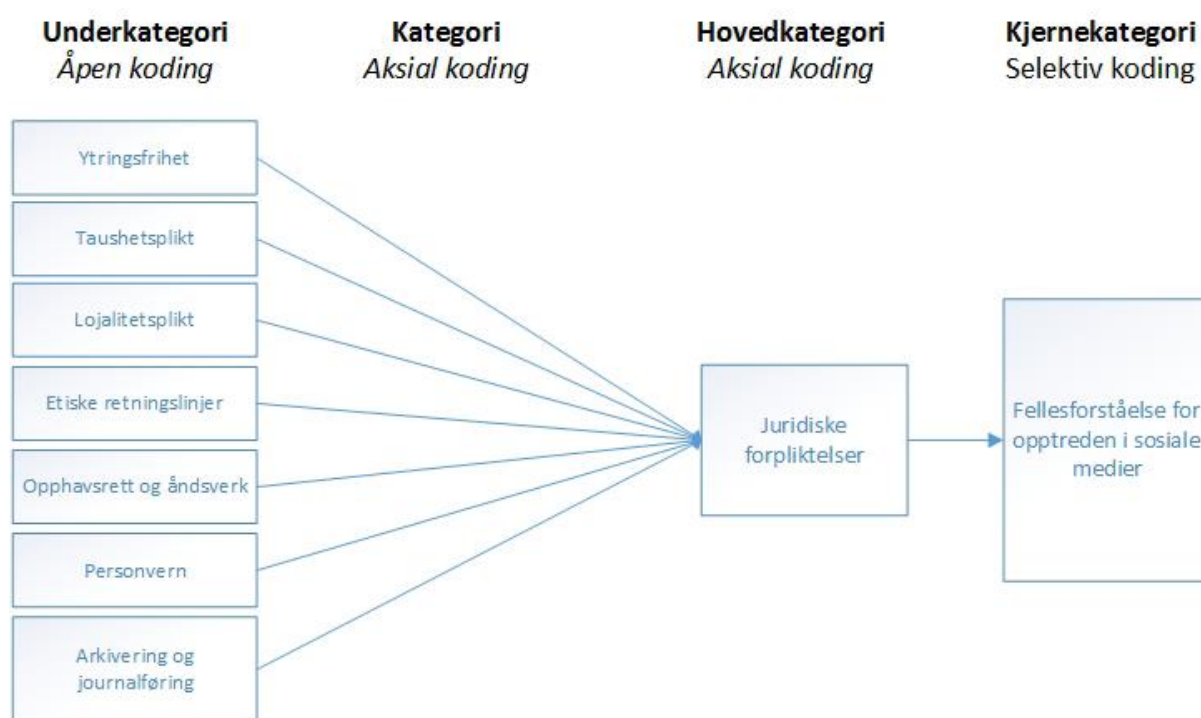 Underkategori
Åpen koding
Kategori
Aksial koding
Hovedkategori
Aksial koding
Kjernekategori
Selektiv koding
Ytringsfrihet
Taushetsplikt
Lojalitetsplikt
Etiske retningslinjer
Opphavsrett og åndsverk
Personvern
Arkivering og
journalføring
Juridiske
forpliktelser
Fellesforståelse for
opptreden i sosiale
medier